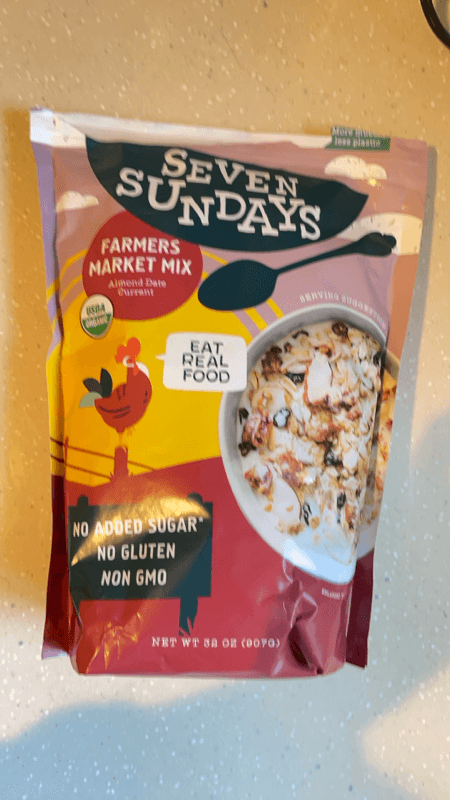 More mu
less plastic
SEVEN
SUNDAYS
FARMERS
MARKET MIX
Almond Date
Currant
USDA
ORGANIC
SERVING SUGGESTION
EAT
REAL
FOOD
NO ADDED SUGAR*
NO GLUTEN
NON GMO
NET WT 32 OZ (907G)